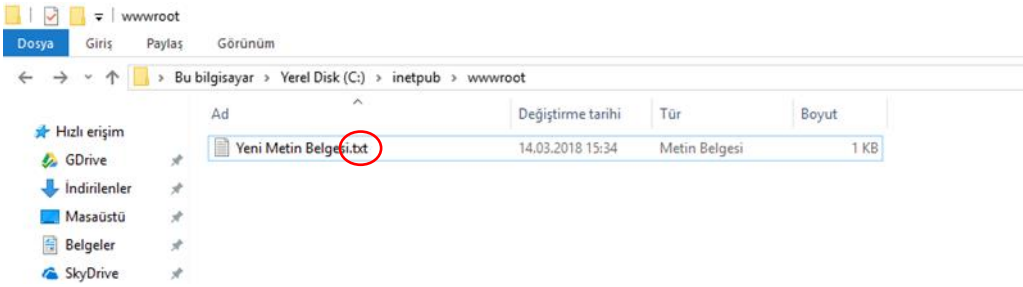 wwwroot
Dosya Giriş Paylaş Görünüm
Bu bilgisayar > Yerel Disk (C:) > inetpub > wwwroot
Ad Değiştirme tarihi Tür Boyut
Hızlı erişim
Yeni Metin Belgesi.txt 14.03.2018 15:34 Metin Belgesi 1 KB
GDrive
İndirilenler
Masaüstü
Belgeler
SkyDrive